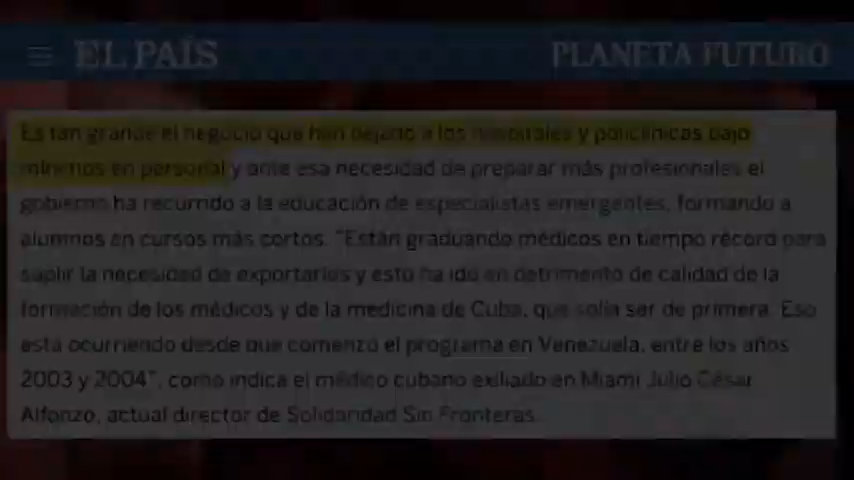 EL PAÍS
PLANETA FUTURO
Es tan grande el negocio que han dejado a los hospitales y policlínicas bajo
mínimos en personal y ante esa necesidad de preparar más profesionales el
gobierno ha recurrido a la educación de especialistas emergentes, formando a
alumnos en cursos más cortos. "Están graduando médicos en tiempo récord para
suplir la necesidad de exportarlos y esto ha ido en detrimento de calidad de la
formación de los médicos y de la medicina de Cuba, que solía ser de primera. Eso
está ocurriendo desde que comenzó el programa en Venezuela, entre los años
2003 y 2004", como indica el médico cubano exiliado en Miami Julio César
Alfonzo, actual director de Solidaridad Sin Fronteras.